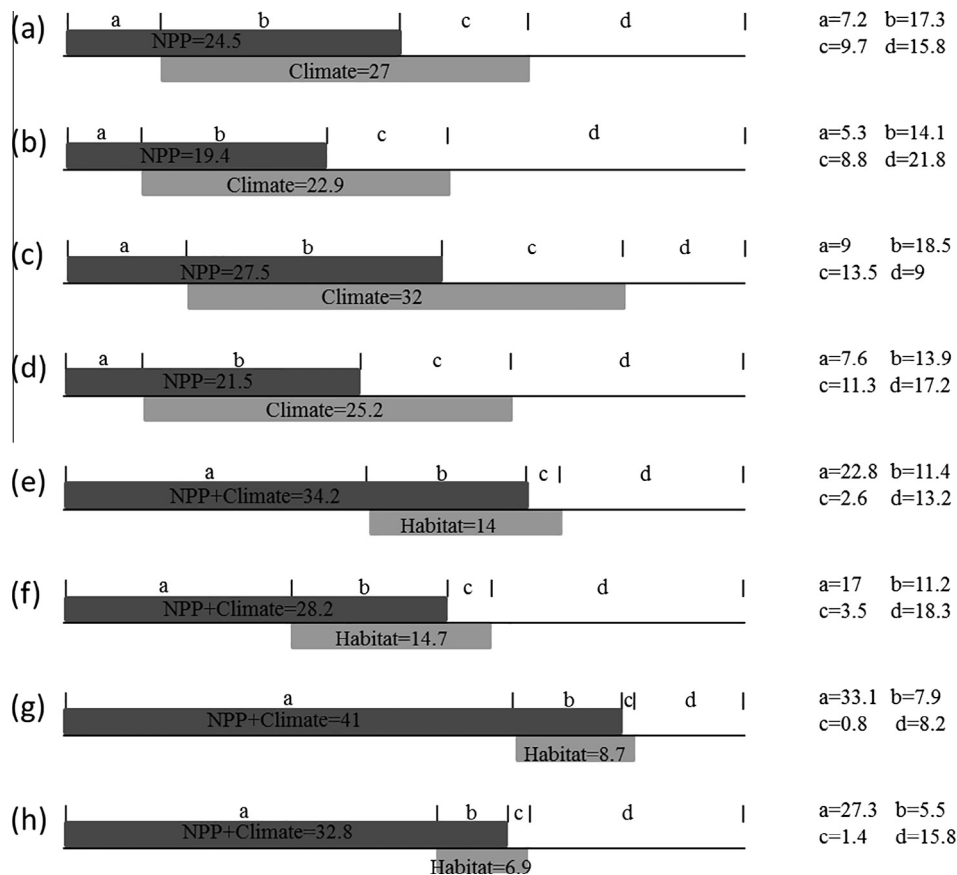 (a) a b c d a=7.2 b=17.3
NPP=24.5 c=9.7 d=15.8
Climate=27
(b) a b c d a=5.3 b=14.1
NPP=19.4 c=8.8 d=21.8
Climate=22.9
(c) a b c d a=9 b=18.5
NPP=27.5 c=13.5 d=9
Climate=32
(d) a b c d a=7.6 b=13.9
NPP=21.5 c=11.3 d=17.2
Climate=25.2
(e) a b c d a=22.8 b=11.4
NPP+Climate=34.2 c=2.6 d=13.2
Habitat=14
(f) a b c d a=17 b=11.2
NPP+Climate=28.2 c=3.5 d=18.3
Habitat=14.7
(g) a b c d a=33.1 b=7.9
NPP+Climate=41 c=0.8 d=8.2
Habitat=8.7
(h) a b c d a=27.3 b=5.5
NPP+Climate=32.8 c=1.4 d=15.8
Habitat=6.9